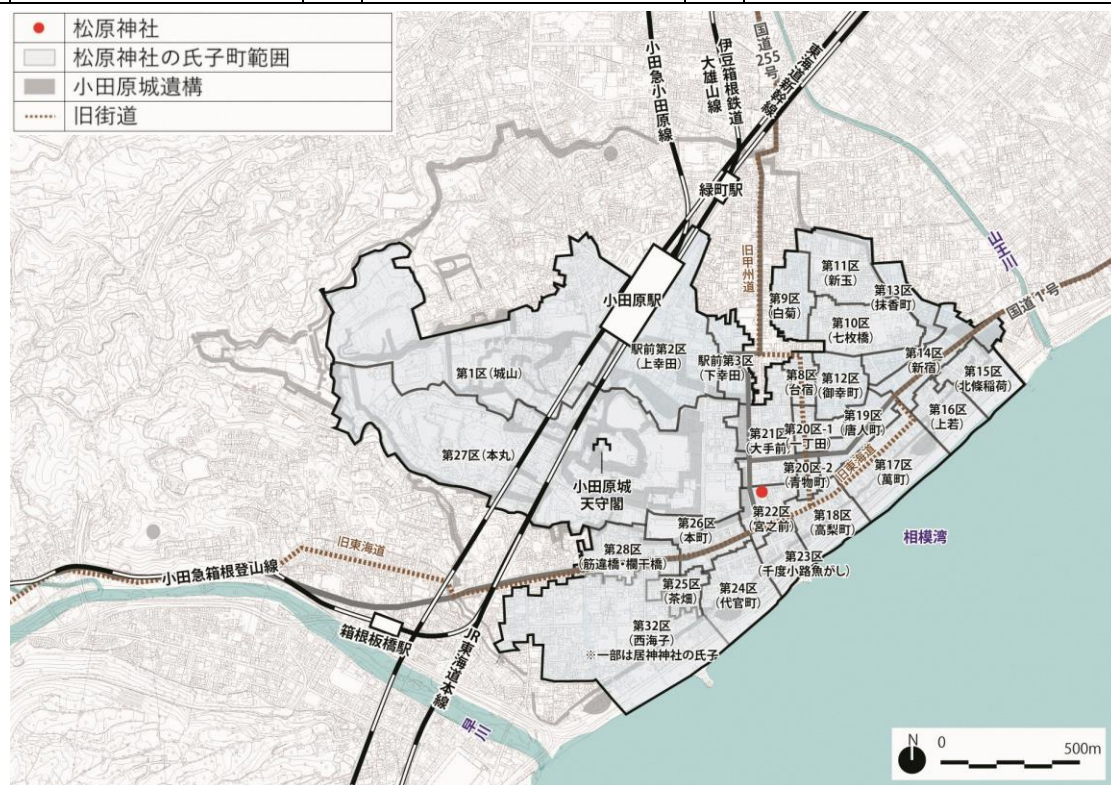 松原神社
松原神社の氏子町範囲
小田原城遺構
旧街道
小田急小田原線
伊豆箱根鉄道
大雄山線
国道
255号
東海道新幹線
緑町駅
山王川
旧甲州道
小田原駅
第11区
(新玉)
第13区
(抹香町)
国道1号
第9区
(白菊)
第10区
(七枚橋)
第14区
(新宿)
第15区
(北條稲荷)
第1区(城山)
駅前第2区
(上幸田)
駅前第3区
(下幸田)
第8区
(台宿)
第12区
(御幸町)
第16区
(上若)
第19区
(唐人町)
第21区
(大手前)
第20区-1
(一丁田)
第27区(本丸)
小田原城
天守閣
第20区-2
(青物町)
旧東海道
第17区
(萬町)
第22区
(宮之前)
第18区
(高梨町)
第26区
(本町)
相模湾
第23区
(千度小路魚がし)
旧東海道
第28区
(筋違橋・欄干橋)
第25区
(茶畑)
第24区
(代官町)
小田急箱根登山線
箱根板橋駅
第32区
(西海子)
※一部は居神神社の氏子
JR東海道本線
早川
N
0
500m